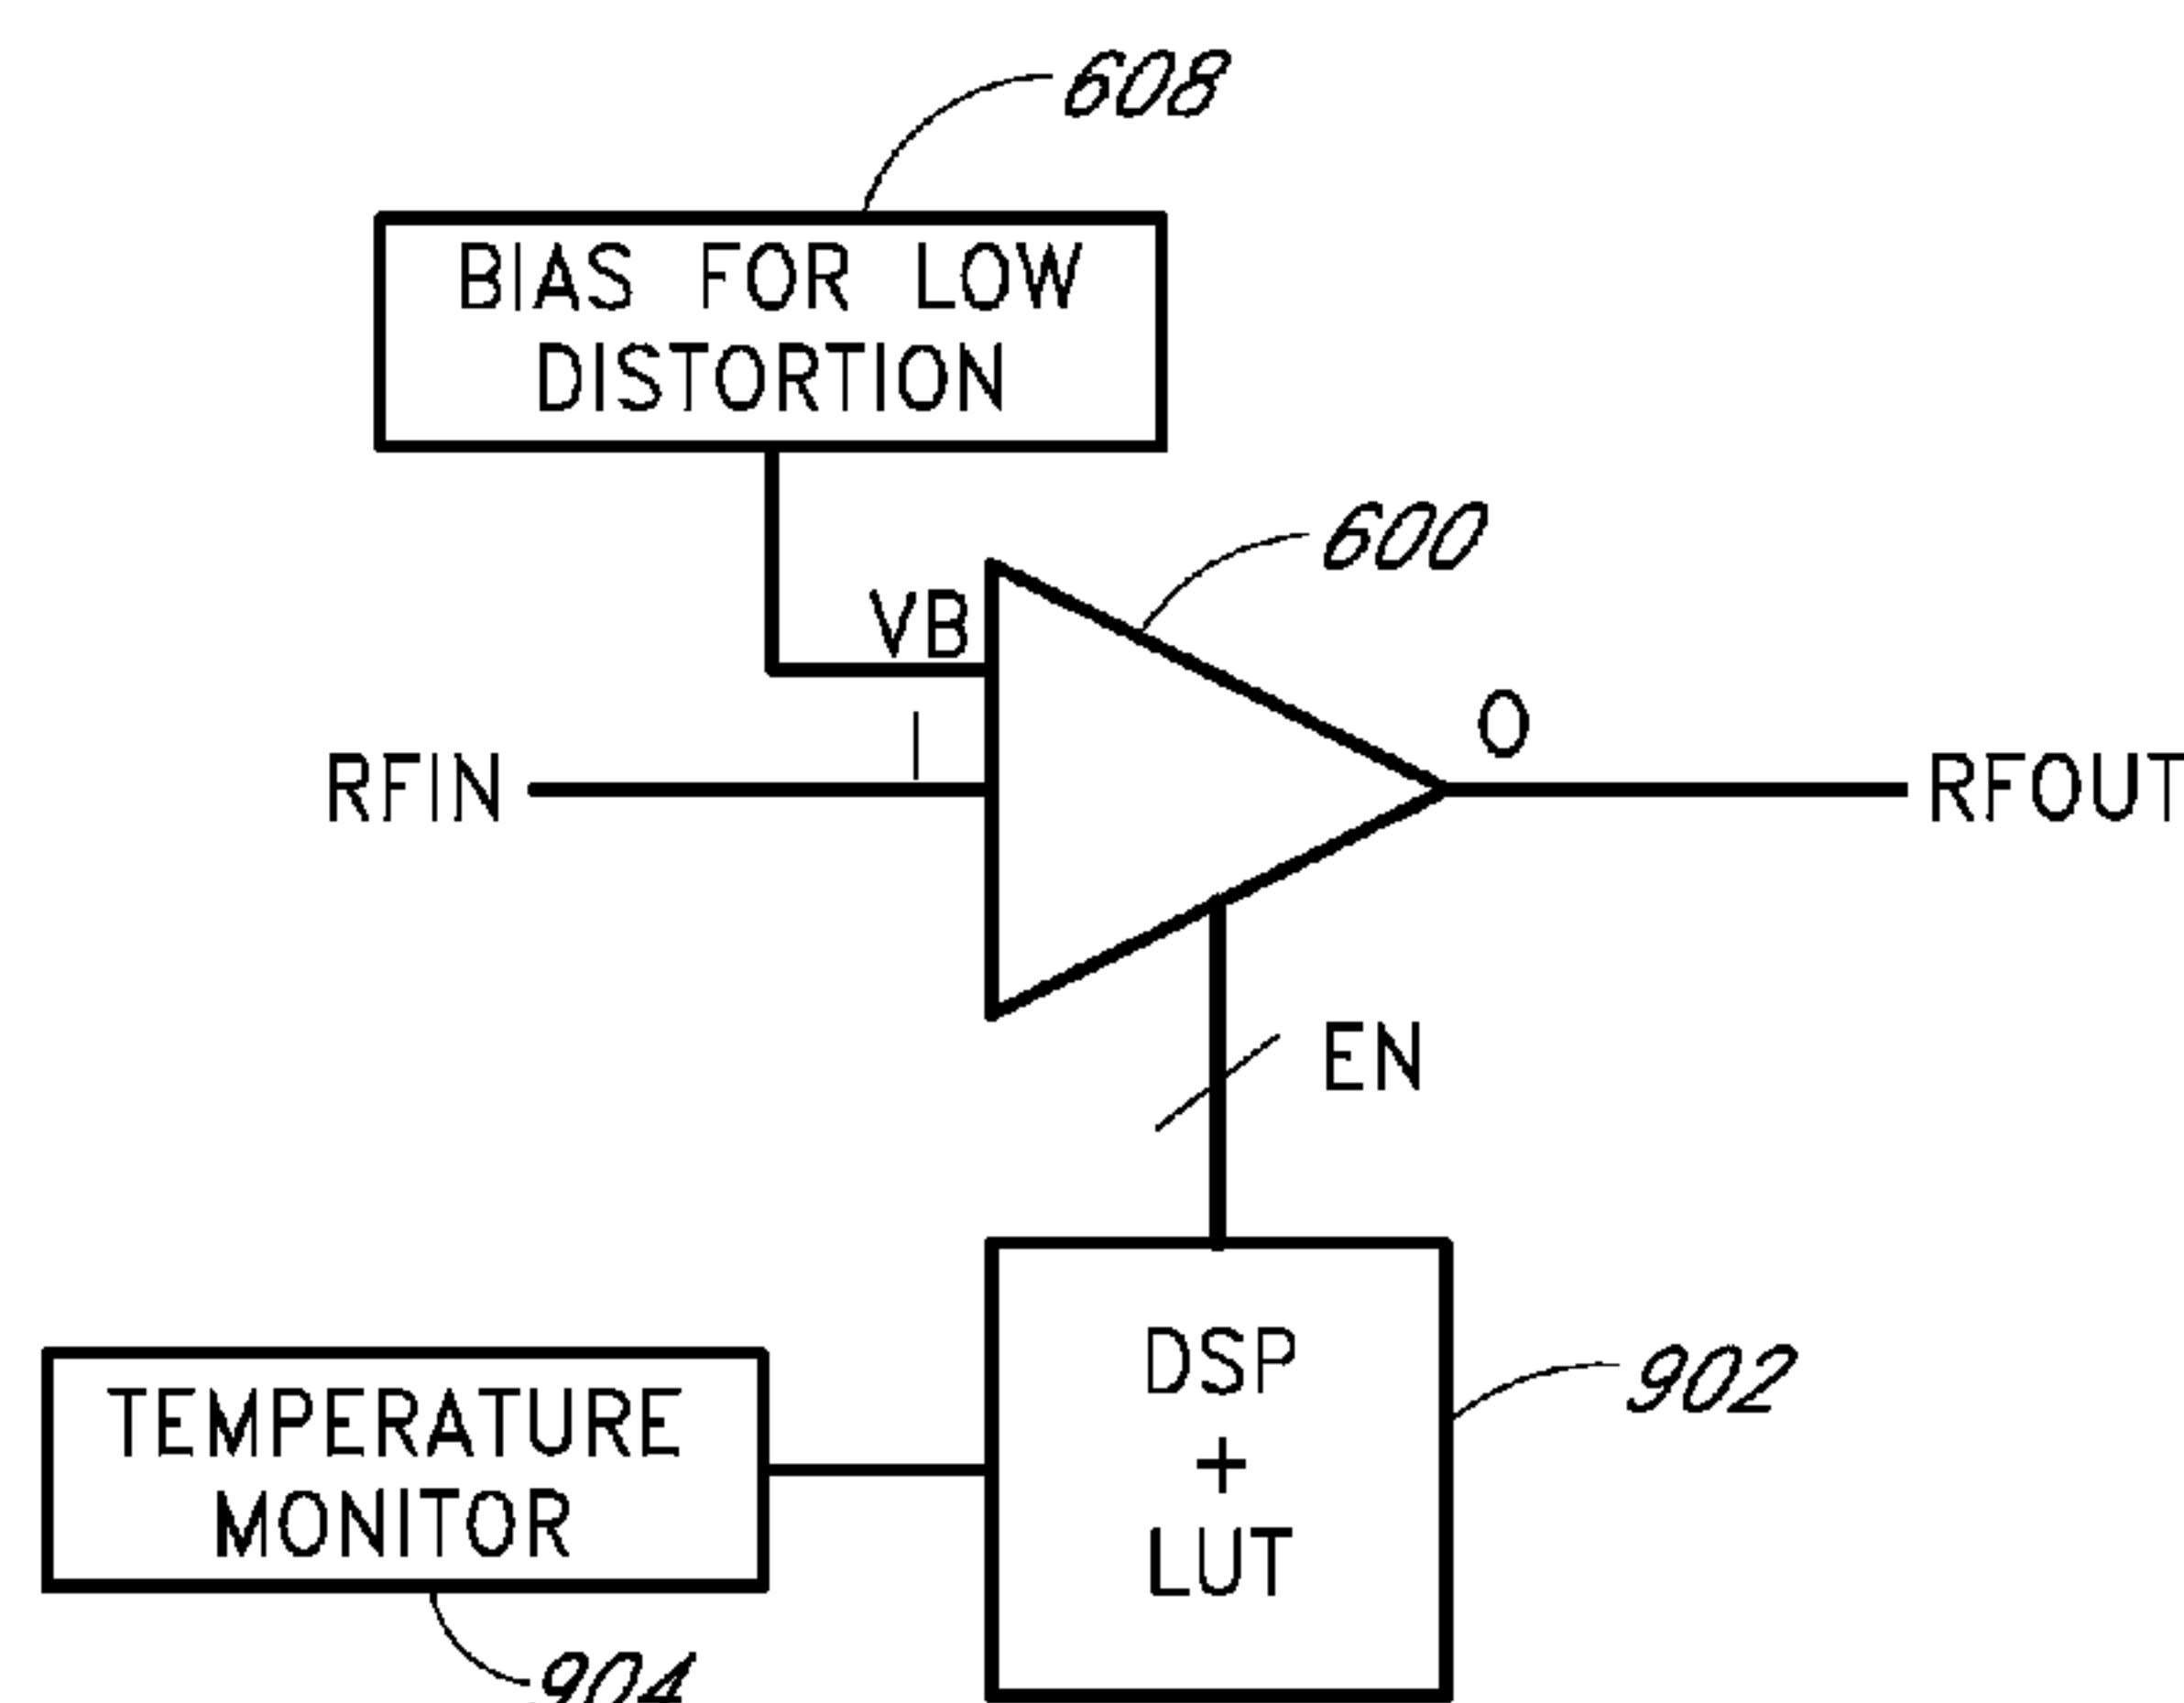 608
BIAS FOR LOW
DISTORTION
600
VB
I
O
RFIN
RFOUT
EN
DSP
+
LUT
902
TEMPERATURE
MONITOR
904